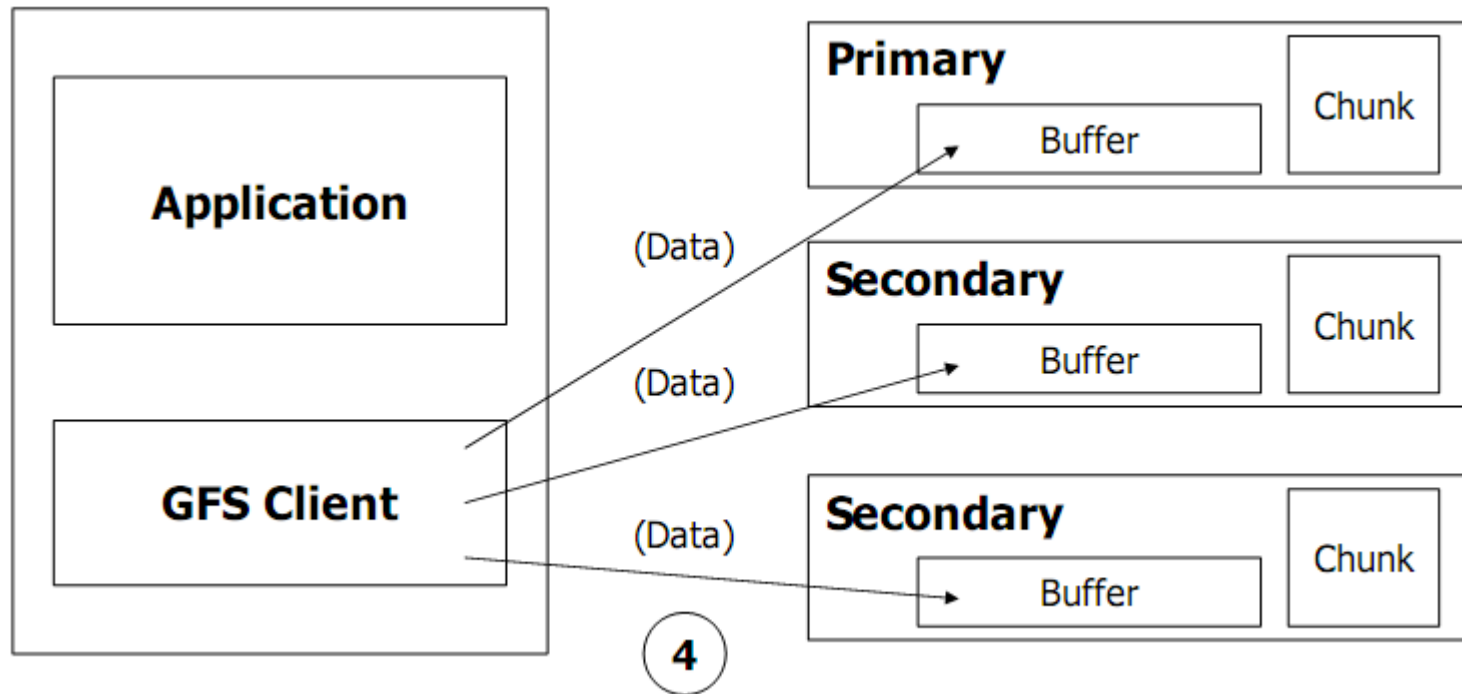 Application
GFS Client
(Data)
(Data)
(Data)
4
Primary
Buffer
Chunk
Secondary
Buffer
Chunk
Secondary
Buffer
Chunk